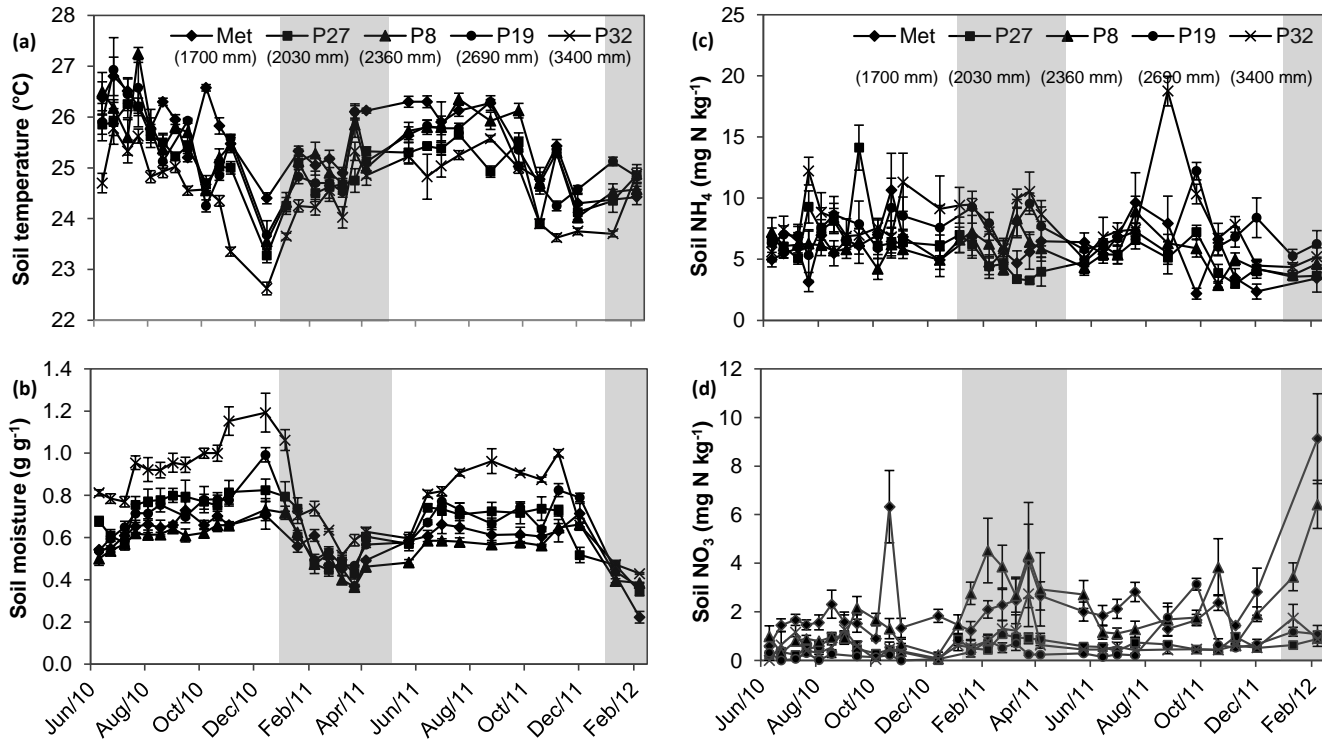 (a)
Met P27 P8 P19 P32
(1700 mm) (2030 mm) (2360 mm) (2690 mm) (3400 mm)
Soil temperature (°C)
28
27
26
25
24
23
22
(b)
Soil moisture (g g-1)
1.4
1.2
1.0
0.8
0.6
0.4
0.2
0.0
Jun/10 Aug/10 Oct/10 Dec/10 Feb/11 Apr/11 Jun/11 Aug/11 Oct/11 Dec/11 Feb/12
(c)
Met P27 P8 P19 P32
(1700 mm) (2030 mm) (2360 mm) (2690 mm) (3400 mm)
Soil NH4 (mg N kg-1)
25
20
15
10
5
0
(d)
Soil NO3 (mg N kg-1)
12
10
8
6
4
2
0
Jun/10 Aug/10 Oct/10 Dec/10 Feb/11 Apr/11 Jun/11 Aug/11 Oct/11 Dec/11 Feb/12